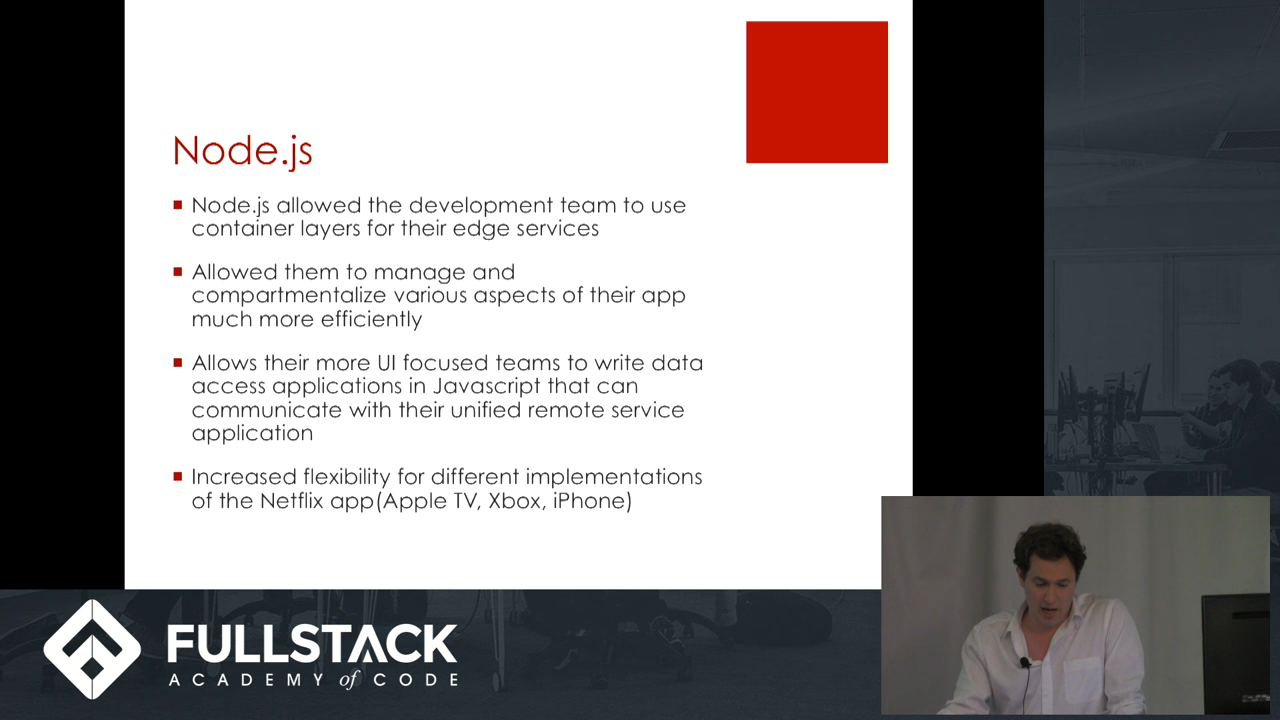 Node.js
Node.js allowed the development team to use
container layers for their edge services
Allowed them to manage and
compartmentalize various aspects of their app
much more efficiently
Allows their more UI focused teams to write data
access applications in Javascript that can
communicate with their unified remote service
application
Increased flexibility for different implementations
of the Netflix app(Apple TV, Xbox, iPhone)
FULLSTACK
ACADEMY of CODE